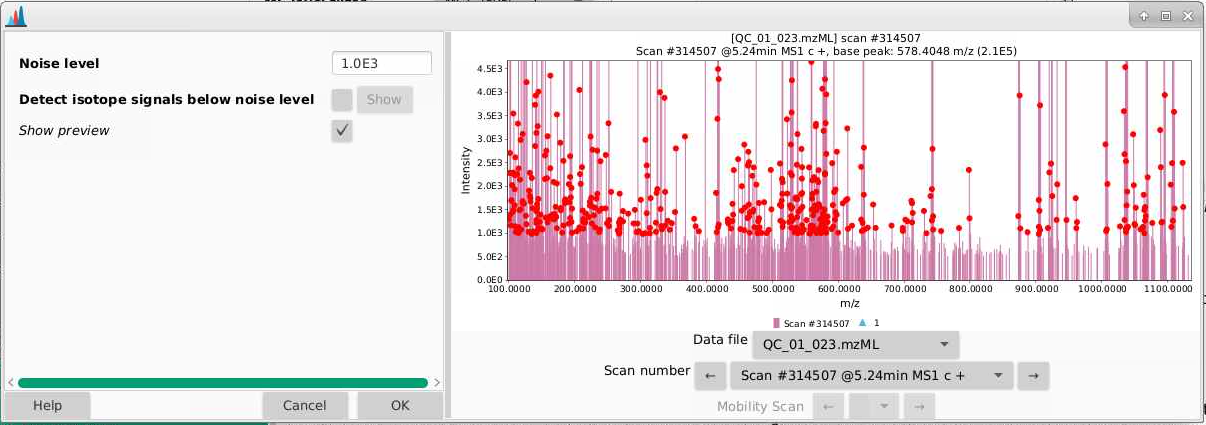 Noise level
1.0E3
Detect isotope signals below noise level
Show
Show preview
Help
Cancel
OK
[QC_01_023.mzML] scan #314507
Scan #314507 @5.24min MS1 c +, base peak: 578.4048 m/z (2.1E5)
Intensity
4.5E3
4.0E3
3.5E3
3.0E3
2.5E3
2.0E3
1.5E3
1.0E3
5.0E2
0.0E0
100.0000 200.0000 300.0000 400.0000 500.0000 600.0000 700.0000 800.0000 900.0000 1000.0000 1100.0000
m/z
Scan #314507 1
Data file
QC_01_023.mzML
Scan number
← Scan #314507 @5.24min MS1 c + →
Mobility Scan ← →